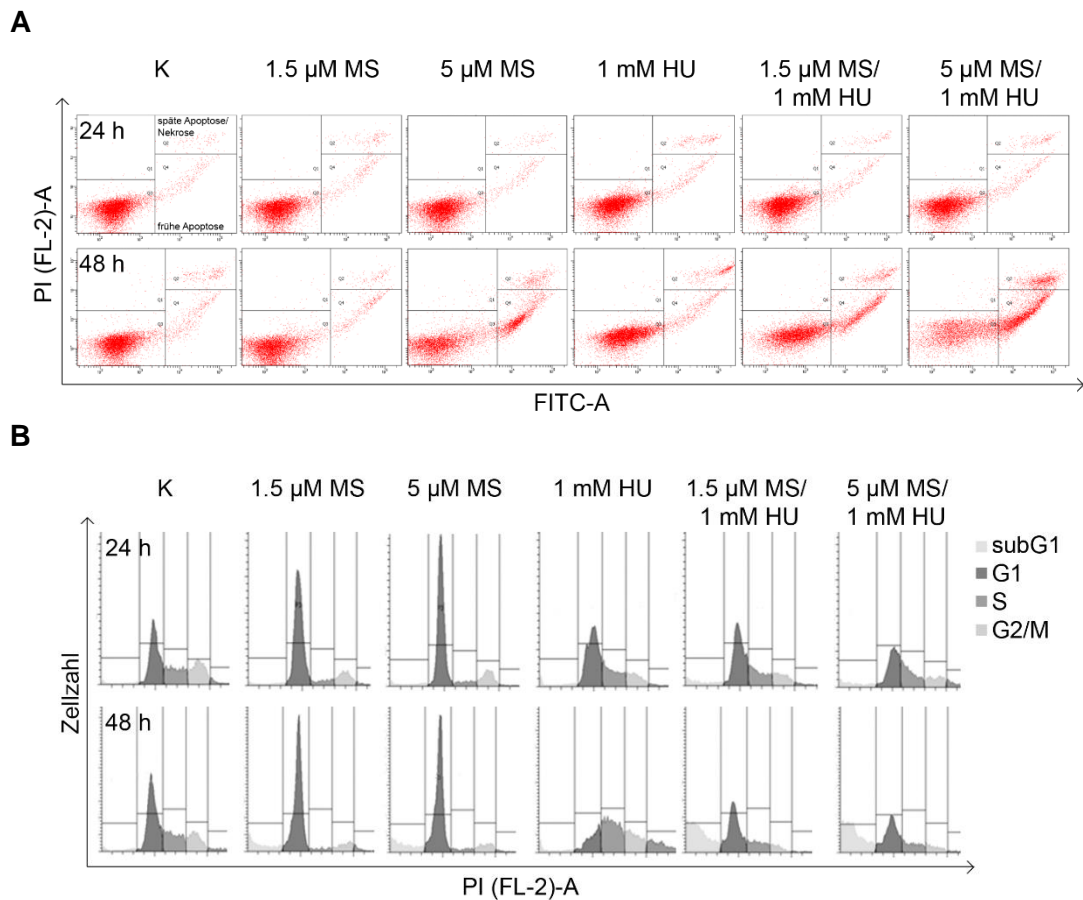 A
K
1.5 µM MS
5 µM MS
1 mM HU
1.5 µM MS/
1 mM HU
5 µM MS/
1 mM HU
24 h
späte Apoptose/
Nekrose
frühe Apoptose
48 h
PI (FL-2)-A
FITC-A
B
K
1.5 µM MS
5 µM MS
1 mM HU
1.5 µM MS/
1 mM HU
5 µM MS/
1 mM HU
24 h
48 h
subG1
G1
S
G2/M
Zellzahl
PI (FL-2)-A